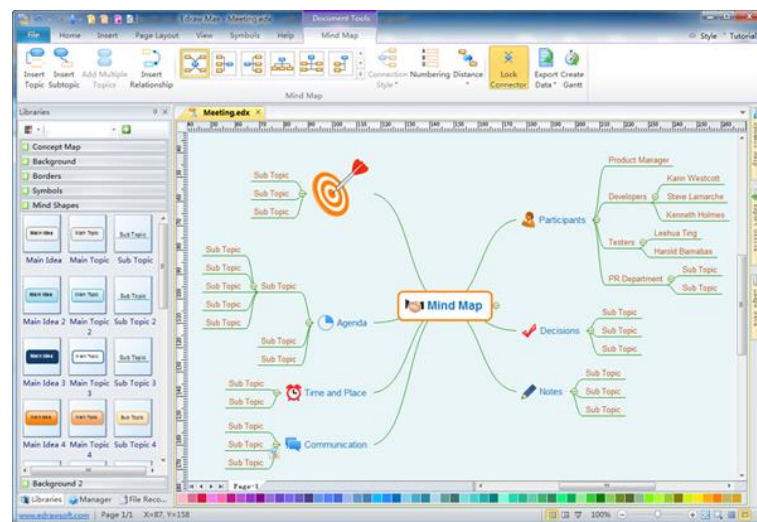 Edraw Max - Meeting.edx
Document Tools
File Home Insert Page Layout View Symbols Help Mind Map
Style Tutorial
Insert Topic
Insert Subtopic
Add Multiple Topics
Insert Relationship
Connection Style
Numbering
Distance
Lock Connector
Export Data
Create Gantt
Mind Map
Libraries
Meeting.edx
Concept Map
Background
Borders
Symbols
Mind Shapes
Main Idea Main Topic Sub Topic
Main Idea Main Topic Sub Topic
Main Idea 2 Main Topic 2 Sub Topic 2
Main Idea 3 Main Topic 3 Sub Topic 3
Main Idea 4 Main Topic 4 Sub Topic 4
Background 2
Libraries Manager File Reco...
Sub Topic
Sub Topic
Sub Topic
Sub Topic
Sub Topic
Sub Topic
Sub Topic
Sub Topic
Sub Topic
Sub Topic
Agenda
Sub Topic
Sub Topic
Time and Place
Sub Topic
Sub Topic
Sub Topic
Communication
Mind Map
Participants
Product Manager
Developers
Karin Westcott
Steve Lamarche
Kenneth Holmes
Testers
Leshua Ting
Harold Barnabas
PR Department
Sub Topic
Sub Topic
Decisions
Sub Topic
Sub Topic
Sub Topic
Notes
Sub Topic
Sub Topic
Sub Topic
Page-1
www.edrawsoft.com Page 1/1 X=87, Y=158
100%